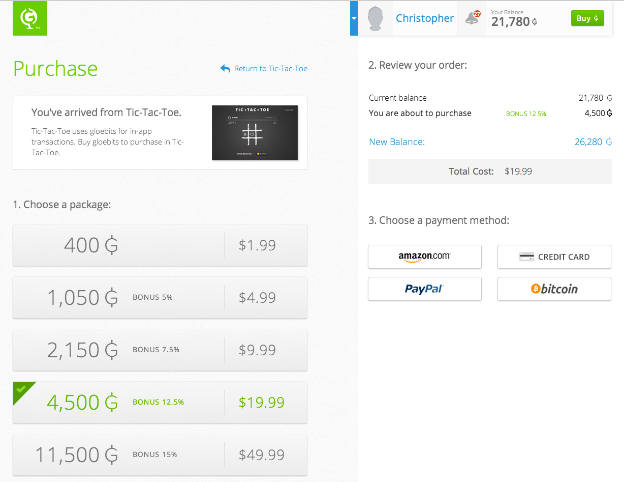 Christopher
27
Your Balance
21,780 G
Buy G
Purchase
Return to Tic-Tac-Toe
You've arrived from Tic-Tac-Toe.
Tic-Tac-Toe uses gloebits for in-app
transactions. Buy gloebits to purchase in Tic-
Tac-Toe.
TIC•TAC•TOE
1. Choose a package:
400 G $1.99
1,050 G BONUS 5% $4.99
2,150 G BONUS 7.5% $9.99
4,500 G BONUS 12.5% $19.99
11,500 G BONUS 15% $49.99
2. Review your order:
Current balance 21,780 G
You are about to purchase BONUS 12.5% 4,500 G
New Balance: 26,280 G
Total Cost: $19.99
3. Choose a payment method:
amazon.com CREDIT CARD
PayPal bitcoin